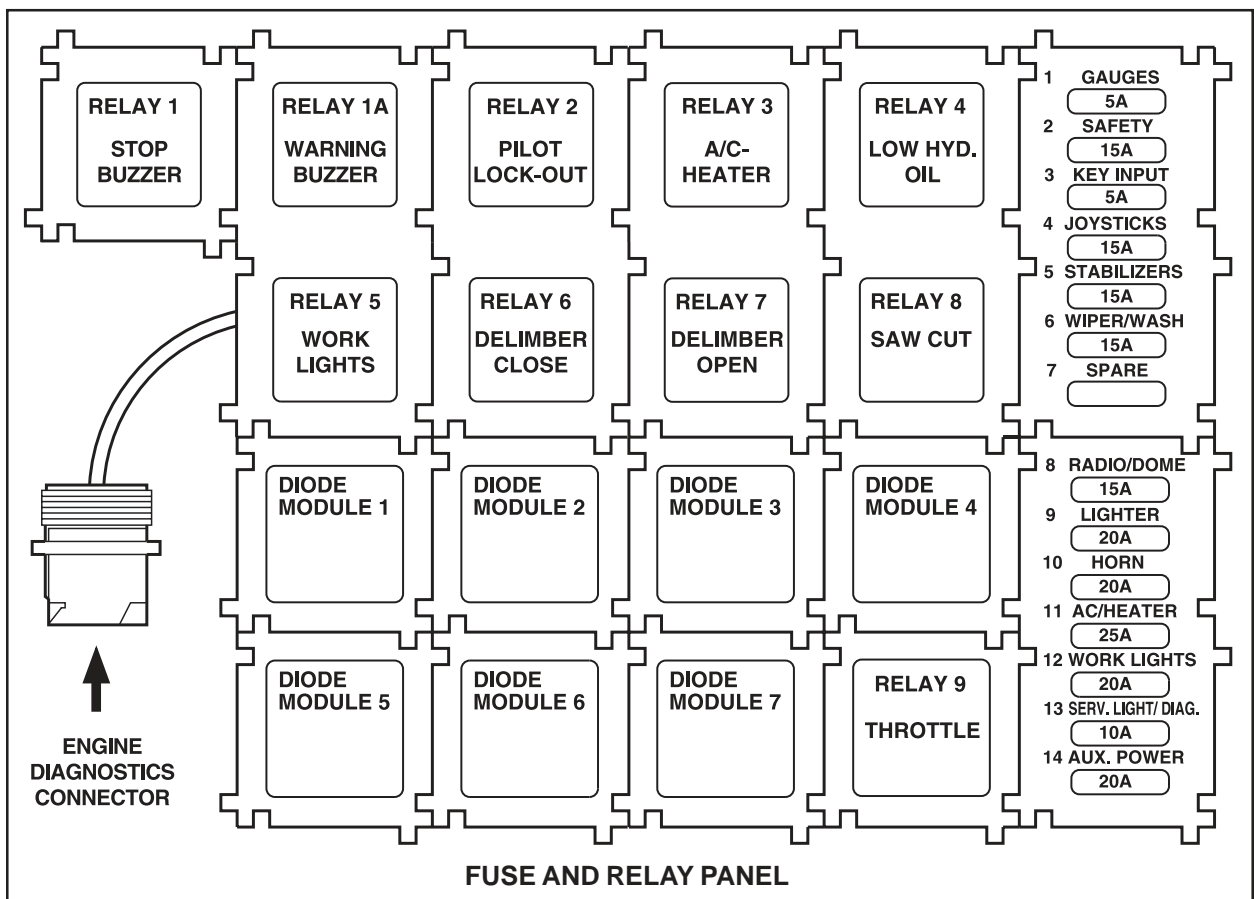 RELAY 1
STOP
BUZZER
RELAY 1A
WARNING
BUZZER
RELAY 2
PILOT
LOCK-OUT
RELAY 3
A/C-
HEATER
RELAY 4
LOW HYD.
OIL
1 GAUGES
5A
2 SAFETY
15A
3 KEY INPUT
5A
4 JOYSTICKS
15A
5 STABILIZERS
15A
6 WIPER/WASH
15A
7 SPARE
RELAY 5
WORK
LIGHTS
RELAY 6
DELIMBER
CLOSE
RELAY 7
DELIMBER
OPEN
RELAY 8
SAW CUT
DIODE
MODULE 1
DIODE
MODULE 2
DIODE
MODULE 3
DIODE
MODULE 4
8 RADIO/DOME
15A
9 LIGHTER
20A
10 HORN
20A
11 AC/HEATER
25A
12 WORK LIGHTS
20A
13 SERV. LIGHT/ DIAG.
10A
14 AUX. POWER
20A
DIODE
MODULE 5
DIODE
MODULE 6
DIODE
MODULE 7
RELAY 9
THROTTLE
ENGINE
DIAGNOSTICS
CONNECTOR
FUSE AND RELAY PANEL